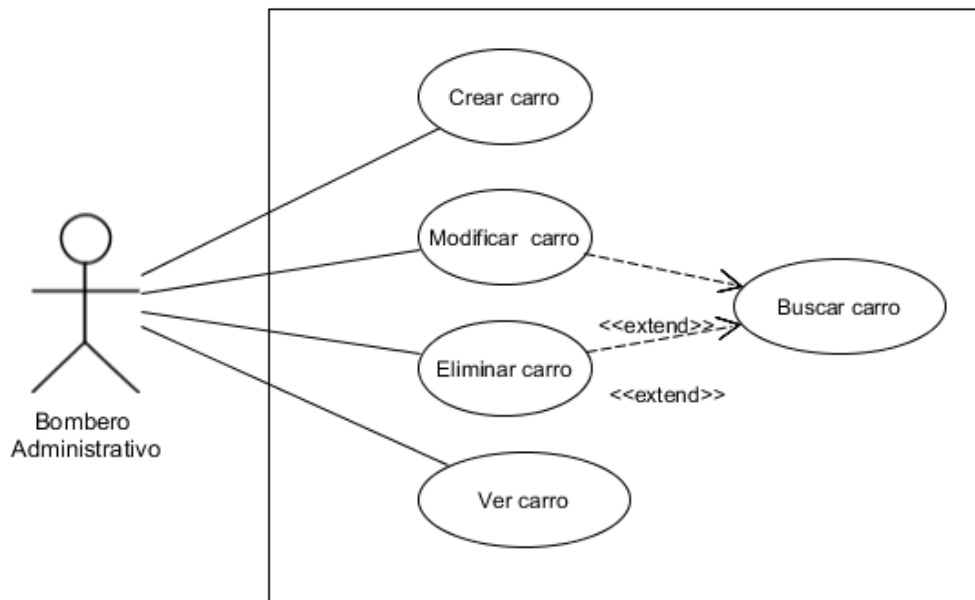 Crear carro
Modificar carro
Buscar carro
<<extend>>
Eliminar carro
<<extend>>
Bombero
Administrativo
Ver carro